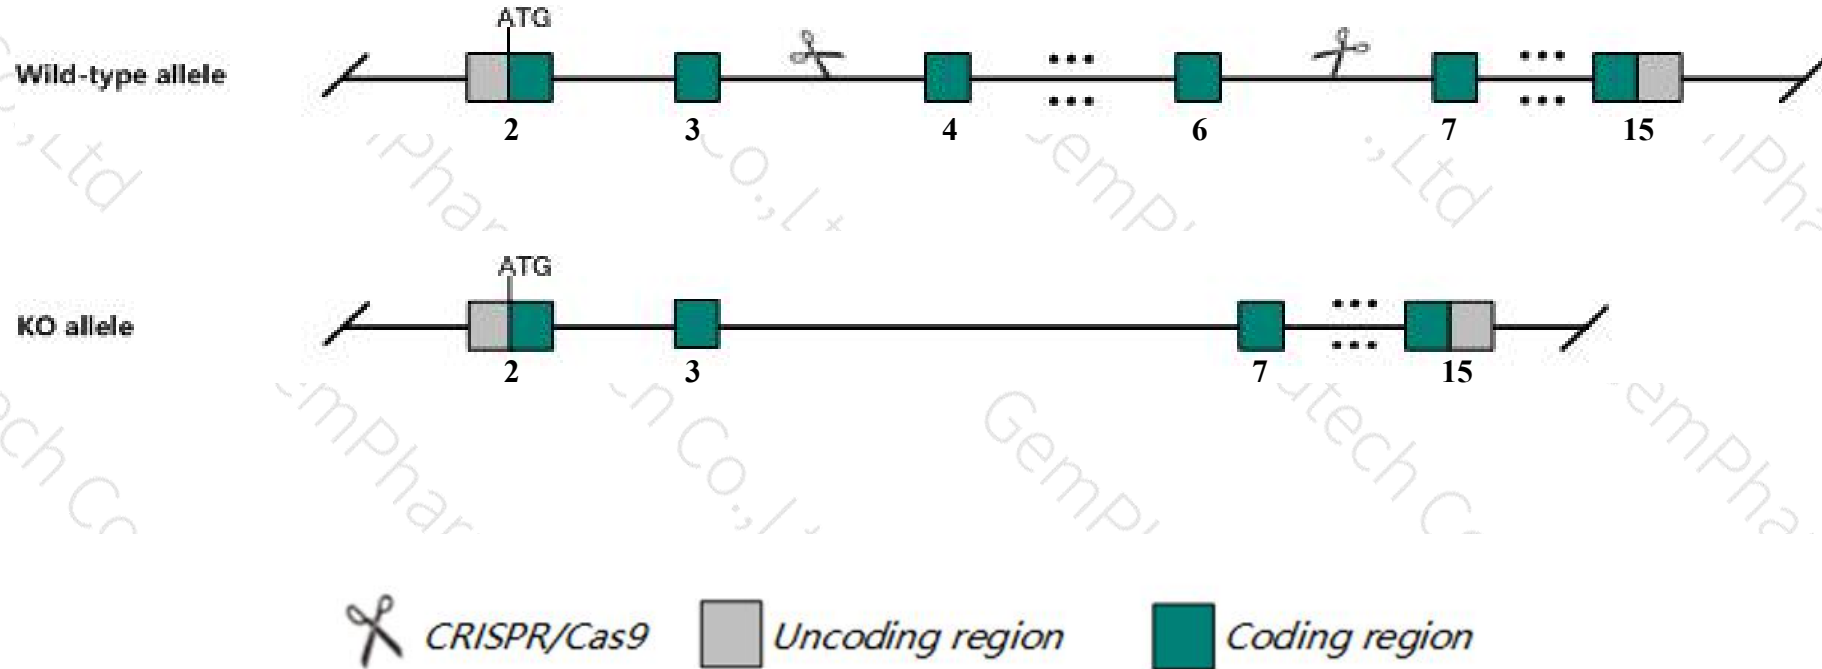 ATG
Wild-type allele
2 3 4 6 7 15
ATG
KO allele
2 3 7 15
CRISPR/Cas9 Uncoding region Coding region